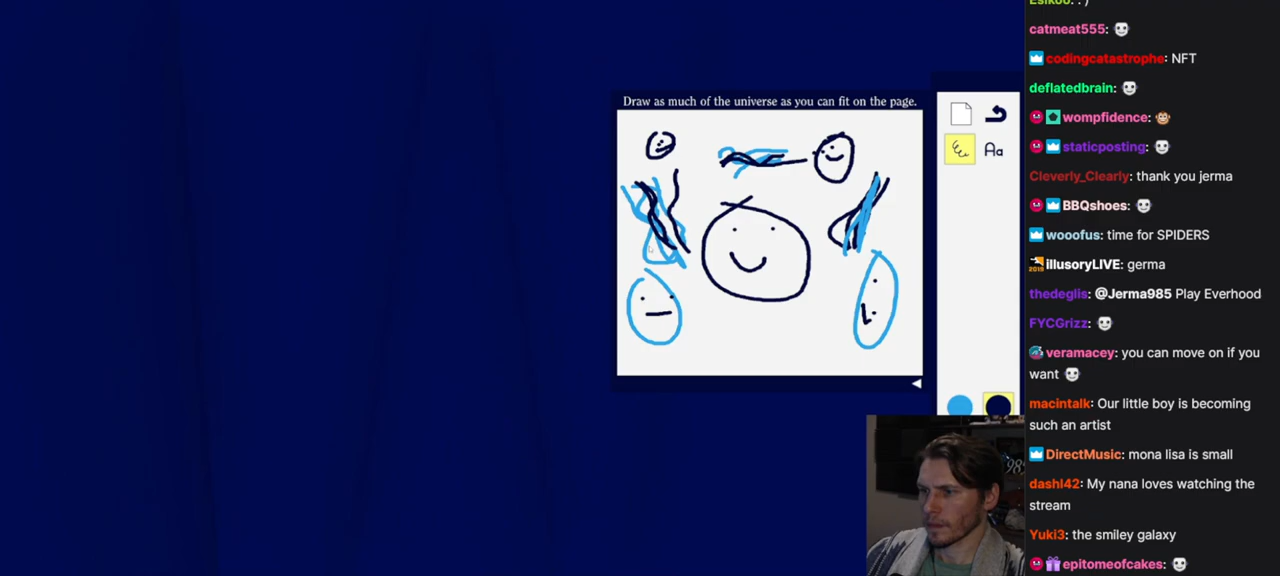 Esikoo: : )
catmeat555:
codingcatastrophe: NFT
deflatedbrain:
wompfidence:
staticposting:
Cleverly_Clearly: thank you jerma
BBQshoes:
wooofus: time for SPIDERS
illusoryLIVE: germa
thedeglis: @Jerma985 Play Everhood
FYCGrizz:
veramacey: you can move on if you
want
macintalk: Our little boy is becoming
such an artist
DirectMusic: mona lisa is small
dashl42: My nana loves watching the
stream
Yuki3: the smiley galaxy
epitomeofcakes:
Draw as much of the universe as you can fit on the page.
Aa